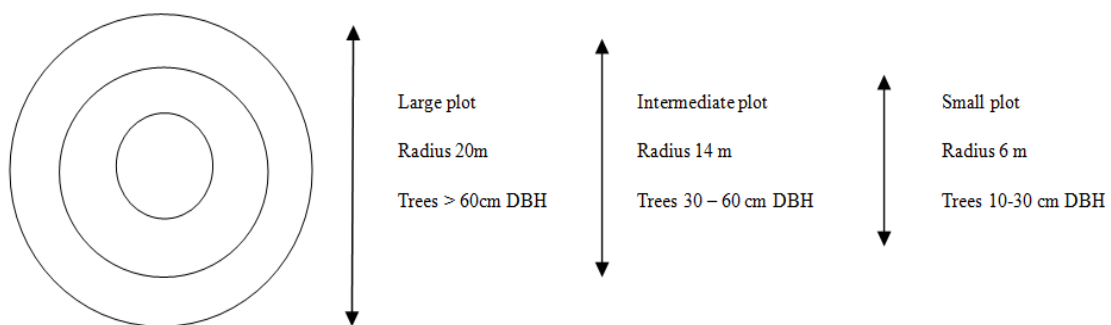 Large plot
Radius 20m
Trees > 60cm DBH
Intermediate plot
Radius 14 m
Trees 30 – 60 cm DBH
Small plot
Radius 6 m
Trees 10-30 cm DBH